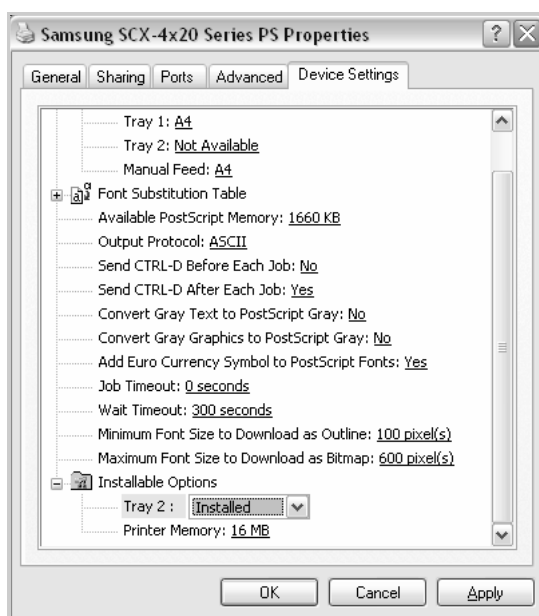 Samsung SCX-4x20 Series PS Properties
General Sharing Ports Advanced Device Settings
Tray 1: A4
Tray 2: Not Available
Manual Feed: A4
Font Substitution Table
Available PostScript Memory: 1660 KB
Output Protocol: ASCII
Send CTRL-D Before Each Job: No
Send CTRL-D After Each Job: Yes
Convert Gray Text to PostScript Gray: No
Convert Gray Graphics to PostScript Gray: No
Add Euro Currency Symbol to PostScript Fonts: Yes
Job Timeout: 0 seconds
Wait Timeout: 300 seconds
Minimum Font Size to Download as Outline: 100 pixel(s)
Maximum Font Size to Download as Bitmap: 600 pixel(s)
Installable Options
Tray 2 : Installed
Printer Memory: 16 MB
OK Cancel Apply